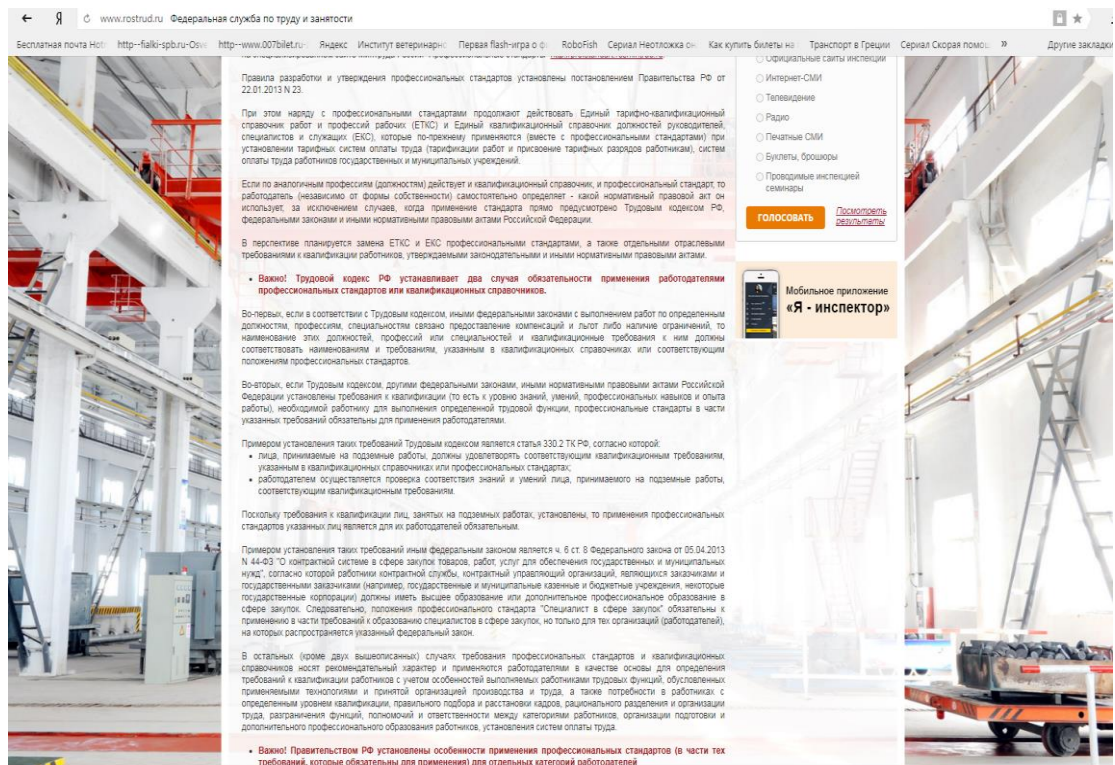 www.rostrud.ru Федеральная служба по труду и занятости
Бесплатная почта Hotr http--fialki-spb.ru-Osve http--www.007bilet.ru- Яндекс Институт ветеринарно Первая flash-игра о ф RoboFish Сериал Неотложка он Как купить билеты на Транспорт в Греции Сериал Скорая помощ » Другие закладки
Правила разработки и утверждения профессиональных стандартов установлены постановлением Правительства РФ от
22.01.2013 N 23.
При этом наряду с профессиональными стандартами продолжают действовать Единый тарифно-квалификационный
справочник работ и профессий рабочих (ЕТКС) и Единый квалификационный справочник должностей руководителей,
специалистов и служащих (ЕКС), которые по-прежнему применяются (вместе с профессиональными стандартами) при
установлении тарифных систем оплаты труда (тарификации работ и присвоение тарифных разрядов работникам), систем
оплаты труда работников государственных и муниципальных учреждений.
Если по аналогичным профессиям (должностям) действует и квалификационный справочник, и профессиональный стандарт, то
работодатель (независимо от формы собственности) самостоятельно определяет - какой нормативный правовой акт он
использует, за исключением случаев, когда применение стандарта прямо предусмотрено Трудовым кодексом РФ,
федеральными законами и иными нормативными правовыми актами Российской Федерации.
В перспективе планируется замена ЕТКС и ЕКС профессиональными стандартами, а также отдельными отраслевыми
требованиями к квалификации работников, утверждаемыми законодательными и иными нормативными правовыми актами.
• Важно! Трудовой кодекс РФ устанавливает два случая обязательности применения работодателями
профессиональных стандартов или квалификационных справочников.
Во-первых, если в соответствии с Трудовым кодексом, иными федеральными законами с выполнением работ по определенным
должностям, профессиям, специальностям связано предоставление компенсаций и льгот либо наличие ограничений, то
наименование этих должностей, профессий или специальностей и квалификационные требования к ним должны
соответствовать наименованиям и требованиям, указанным в квалификационных справочниках или соответствующим
положениям профессиональных стандартов.
Во-вторых, если Трудовым кодексом, другими федеральными законами, иными нормативными правовыми актами Российской
Федерации установлены требования к квалификации (то есть к уровню знаний, умений, профессиональных навыков и опыта
работы), необходимой работнику для выполнения определенной трудовой функции, профессиональные стандарты в части
указанных требований обязательны для применения работодателями.
Примером установления таких требований Трудовым кодексом является статья 330.2 ТК РФ, согласно которой:
• лица, принимаемые на подземные работы, должны удовлетворять соответствующим квалификационным требованиям,
указанным в квалификационных справочниках или профессиональных стандартах;
• работодателем осуществляется проверка соответствия знаний и умений лица, принимаемого на подземные работы,
соответствующим квалификационным требованиям.
Поскольку требования к квалификации лиц, занятых на подземных работах, установлены, то применения профессиональных
стандартов указанных лиц является для их работодателей обязательным.
Примером установления таких требований иным федеральным законом является ч. 6 ст. 8 Федерального закона от 05.04.2013
N 44-ФЗ "О контрактной системе в сфере закупок товаров, работ, услуг для обеспечения государственных и муниципальных
нужд", согласно которой работники контрактной службы, контрактный управляющий организаций, являющихся заказчиками и
государственными заказчиками (например, государственные и муниципальные казенные и бюджетные учреждения, некоторые
государственные корпорации) должны иметь высшее образование или дополнительное профессиональное образование в
сфере закупок. Следовательно, положения профессионального стандарта "Специалист в сфере закупок" обязательны к
применению в части требований к образованию специалистов в сфере закупок, но только для тех организаций (работодателей),
на которых распространяется указанный федеральный закон.
В остальных (кроме двух вышеописанных) случаях требования профессиональных стандартов и квалификационных
справочников носят рекомендательный характер и применяются работодателями в качестве основы для определения
требований к квалификации работников с учетом особенностей выполняемых работниками трудовых функций, обусловленных
применяемыми технологиями и принятой организацией производства и труда, а также потребности в работниках с
определенным уровнем квалификации, правильного подбора и расстановки кадров, рационального разделения и организации
труда, разграничения функций, полномочий и ответственности между категориями работников, организации подготовки и
дополнительного профессионального образования работников, установления систем оплаты труда.
• Важно! Правительством РФ установлены особенности применения профессиональных стандартов (в части тех
требований, которые обязательны для применения) для отдельных категорий работодателей
Официальные сайты инспекции
Интернет-СМИ
Телевидение
Радио
Печатные СМИ
Буклеты, брошюры
Проводимые инспекцией
семинары
ГОЛОСОВАТЬ
Посмотреть
результаты
Мобильное приложение
«Я - инспектор»